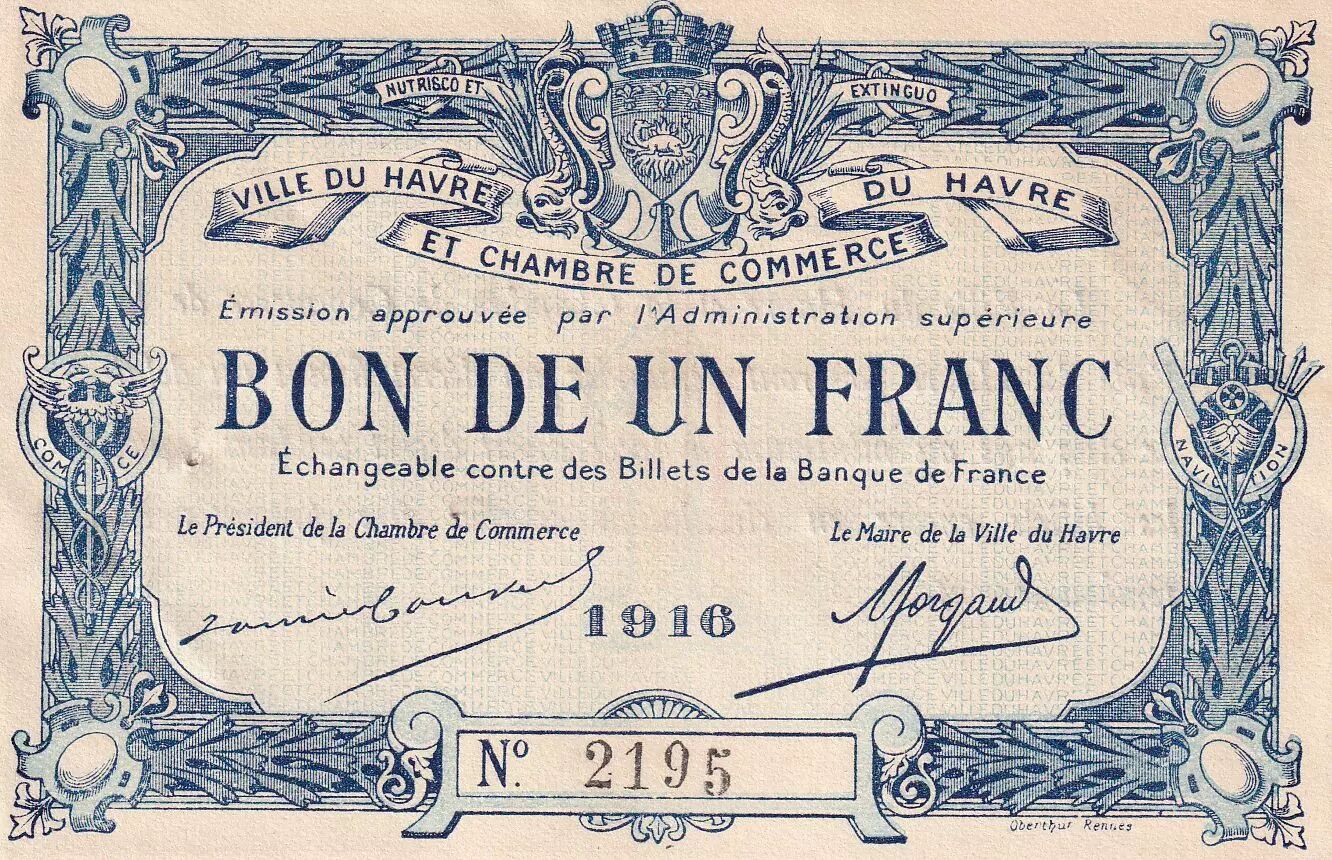 NUTRISCO ET EXTINGUO
VILLE DU HAVRE
ET CHAMBRE DE COMMERCE
DU HAVRE
Émission approuvée par l'Administration supérieure
BON DE UN FRANC
Échangeable contre des Billets de la Banque de France
COMMERCE
NAVIGATION
Le Président de la Chambre de Commerce
Le Maire de la Ville du Havre
1916
Morgand
Nº. 2195
Oberthur Rennes